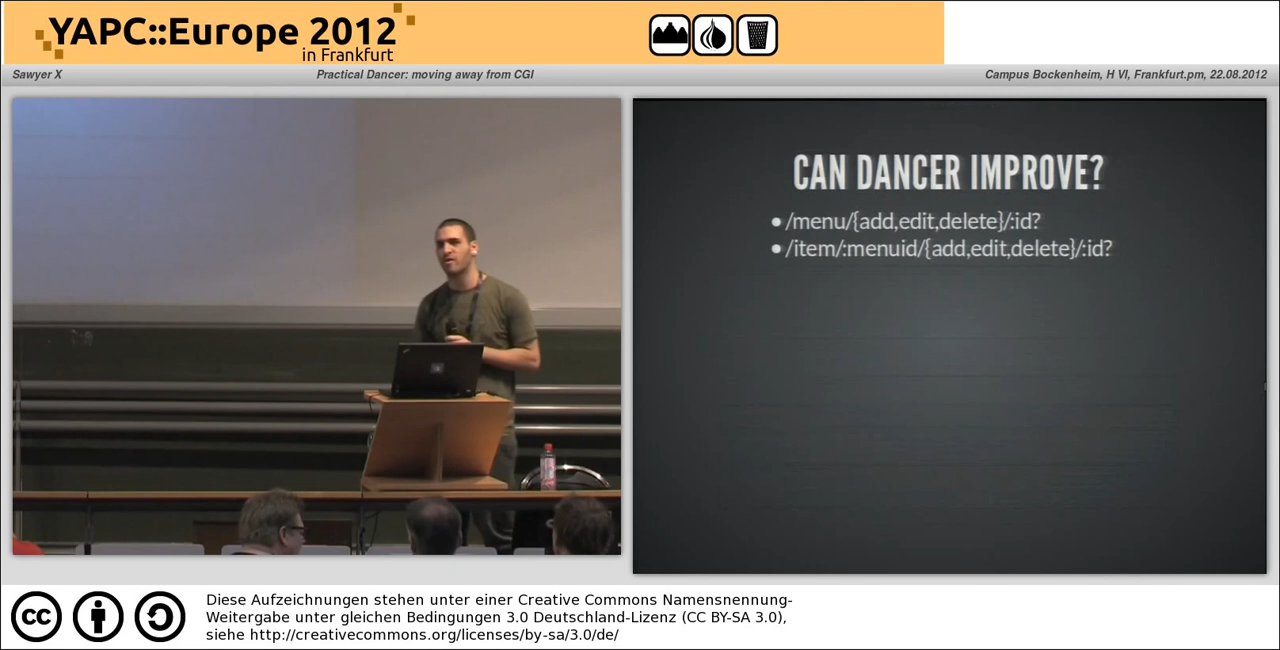 YAPC::Europe 2012
in Frankfurt
Sawyer X
Practical Dancer: moving away from CGI
Campus Bockenheim, H VI, Frankfurt.pm, 22.08.2012
CAN DANCER IMPROVE?
• /menu/{add,edit,delete}/:id?
• /item/:menuid/{add,edit,delete}/:id?
cc
Diese Aufzeichnungen stehen unter einer Creative Commons Namensnennung-
Weitergabe unter gleichen Bedingungen 3.0 Deutschland-Lizenz (CC BY-SA 3.0),
siehe http://creativecommons.org/licenses/by-sa/3.0/de/